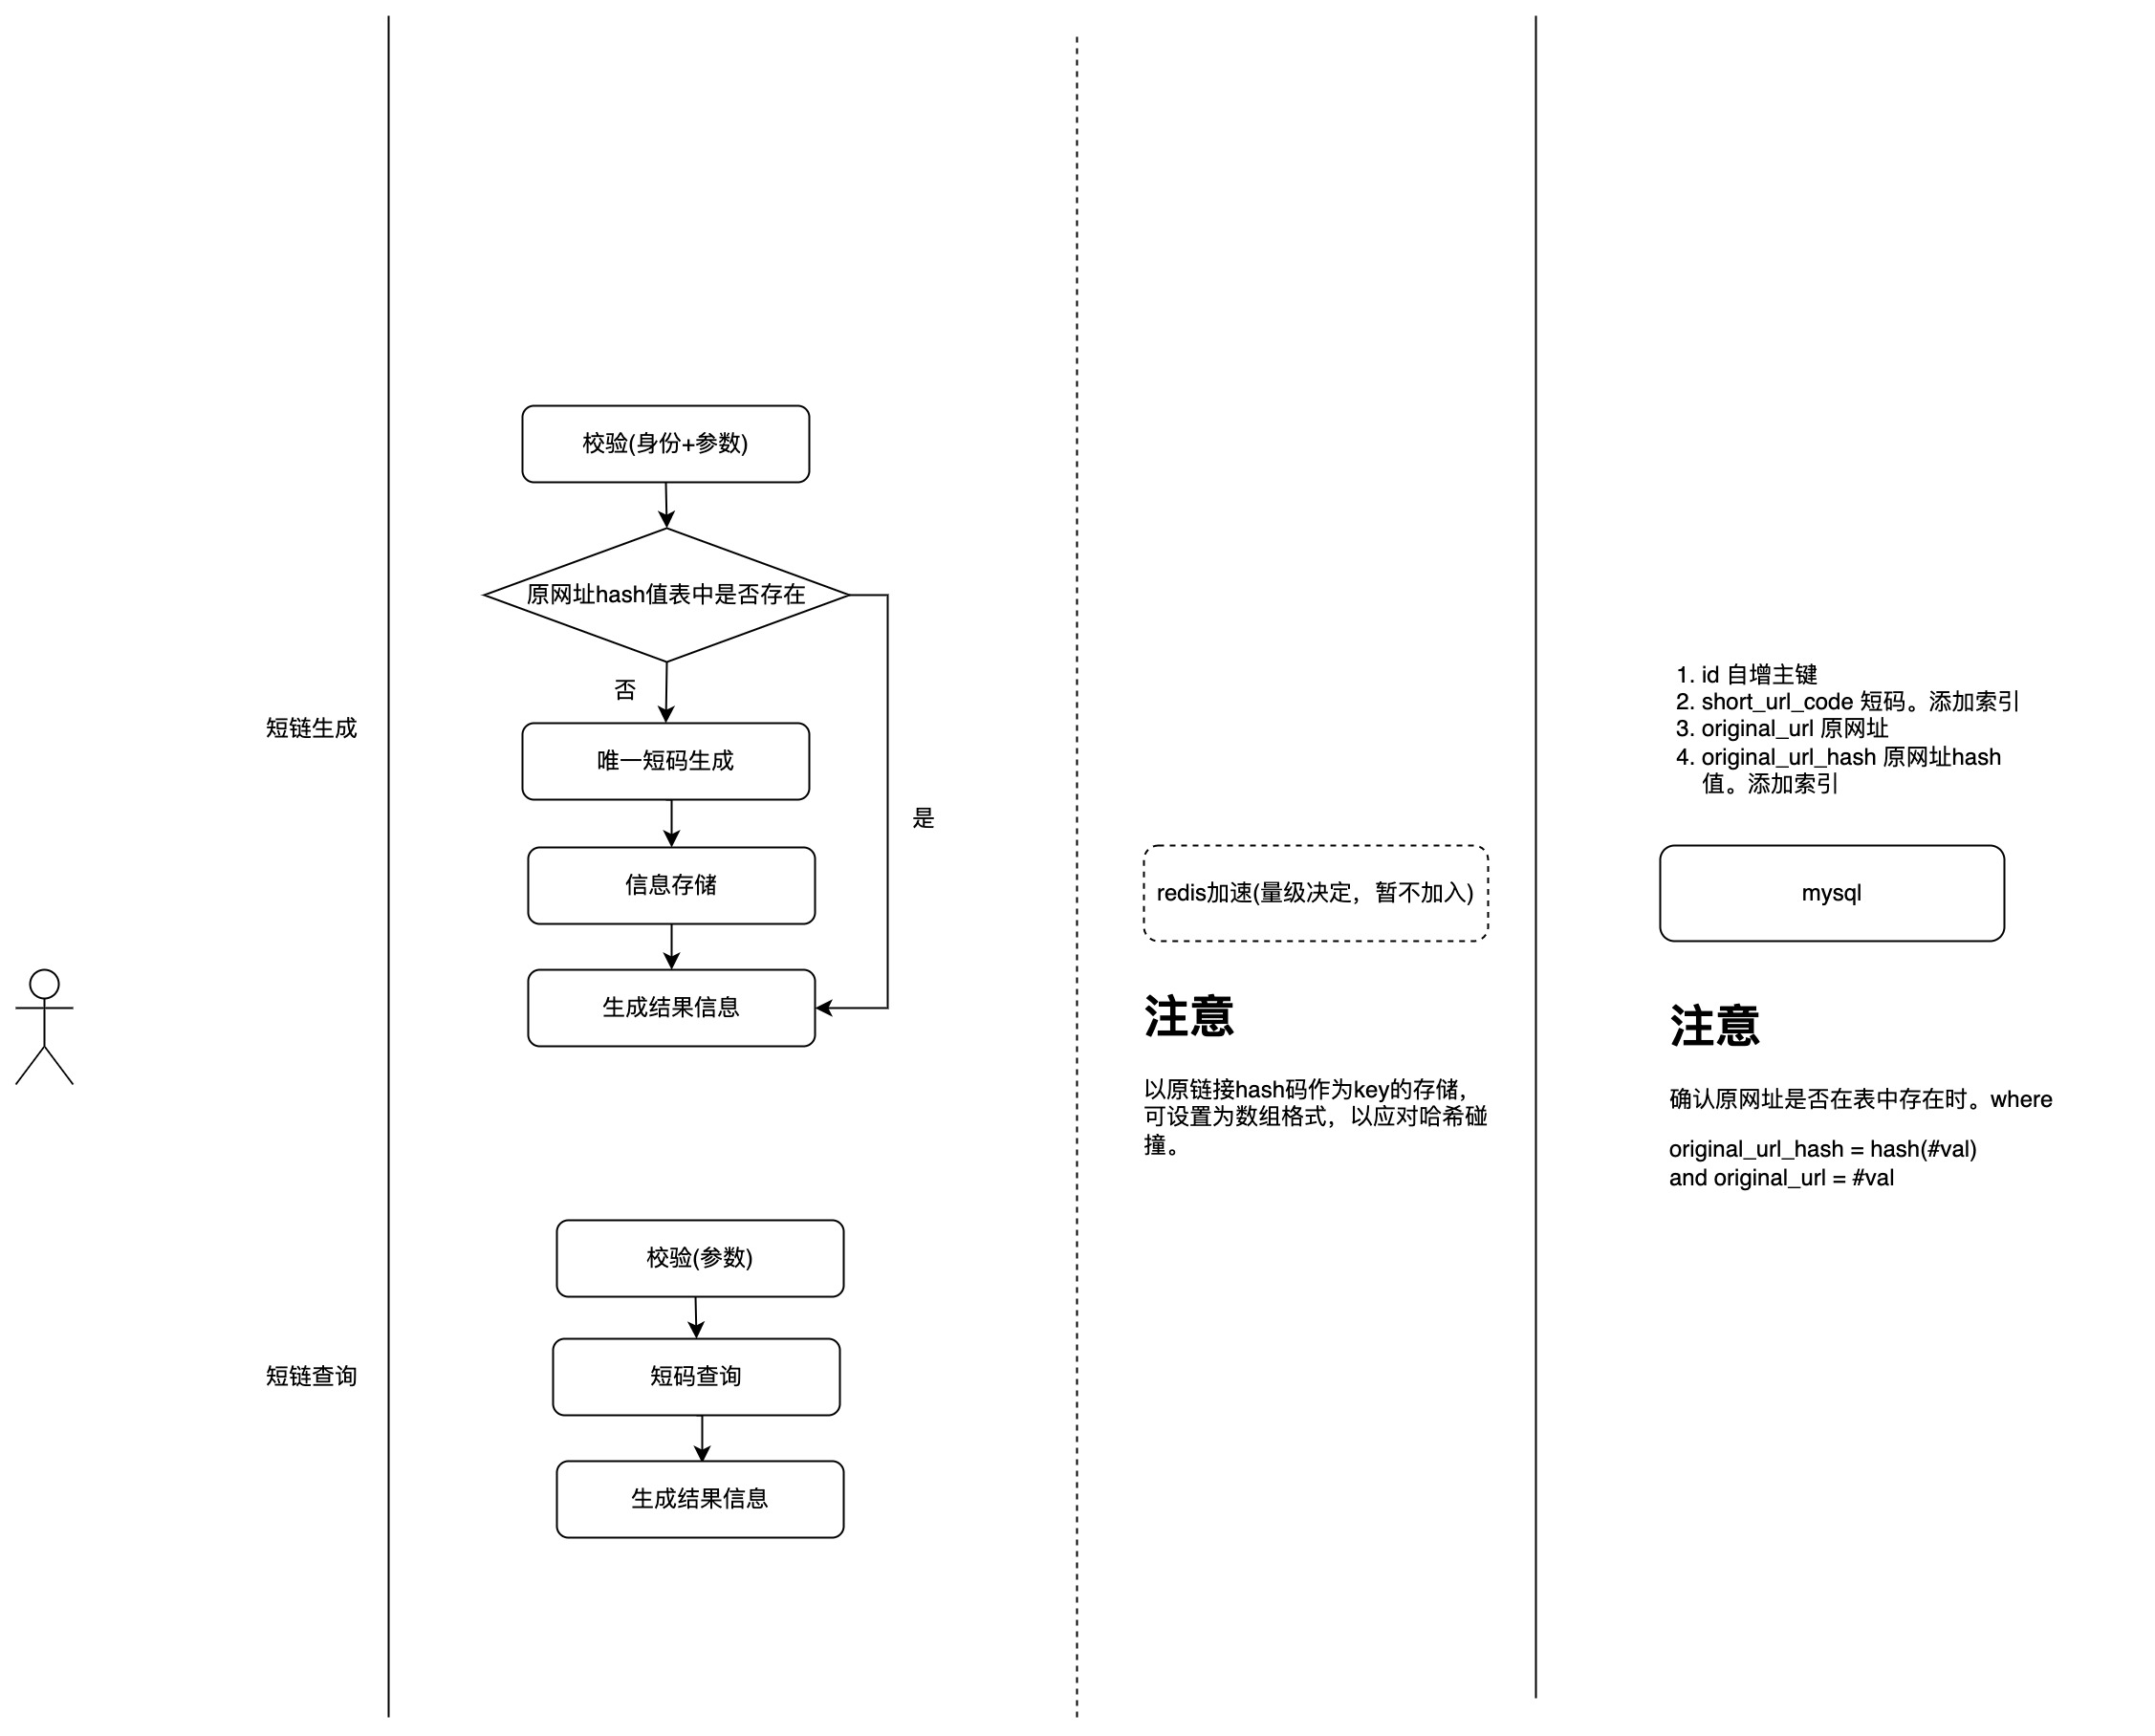 校验(身份+参数)
原网址hash值表中是否存在
否
唯一短码生成
短链生成
是
信息存储
生成结果信息
校验(参数)
短码查询
短链查询
生成结果信息
redis加速(量级决定，暂不加入)
注意
以原链接hash码作为key的存储，
可设置为数组格式，以应对哈希碰
撞。
1. id 自增主键
2. short_url_code 短码。添加索引
3. original_url 原网址
4. original_url_hash 原网址hash
值。添加索引
mysql
注意
确认原网址是否在表中存在时。where
original_url_hash = hash(#val)
and original_url = #val